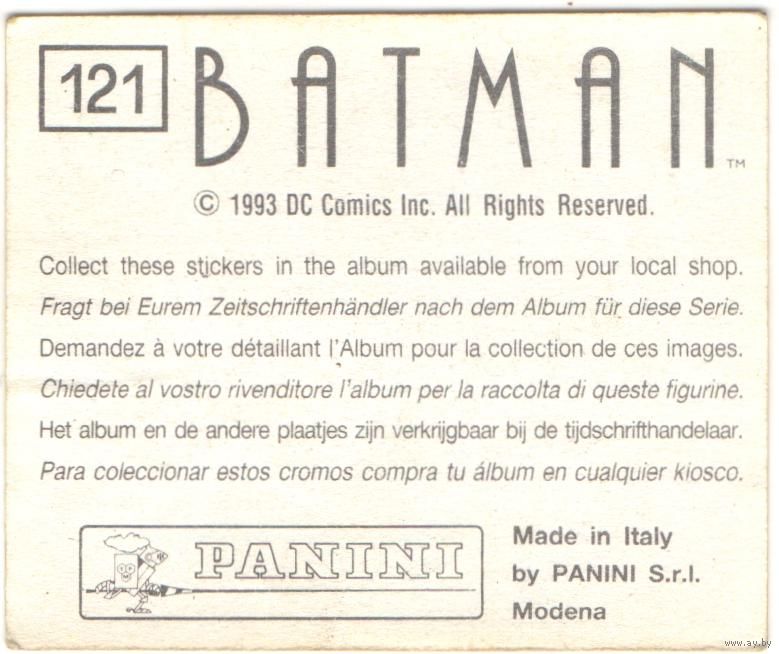 121
BATMAN™
© 1993 DC Comics Inc. All Rights Reserved.
Collect these stickers in the album available from your local shop.
Fragt bei Eurem Zeitschriftenhändler nach dem Album für diese Serie.
Demandez à votre détaillant l'Album pour la collection de ces images.
Chiedete al vostro rivenditore l'album per la raccolta di queste figurine.
Het album en de andere plaatjes zijn verkrijgbaar bij de tijdschrifthandelaar.
Para coleccionar estos cromos compra tu álbum en cualquier kiosco.
PANINI
Made in Italy
by PANINI S.r.l.
Modena
www.ay.by